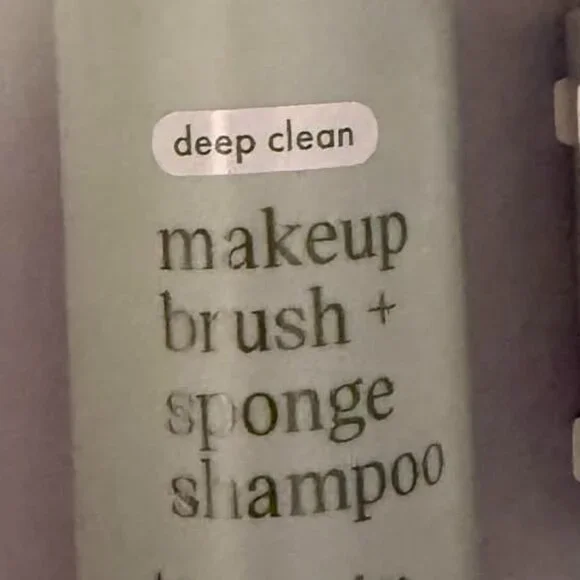 deep clean
makeup
brush +
sponge
shampoo